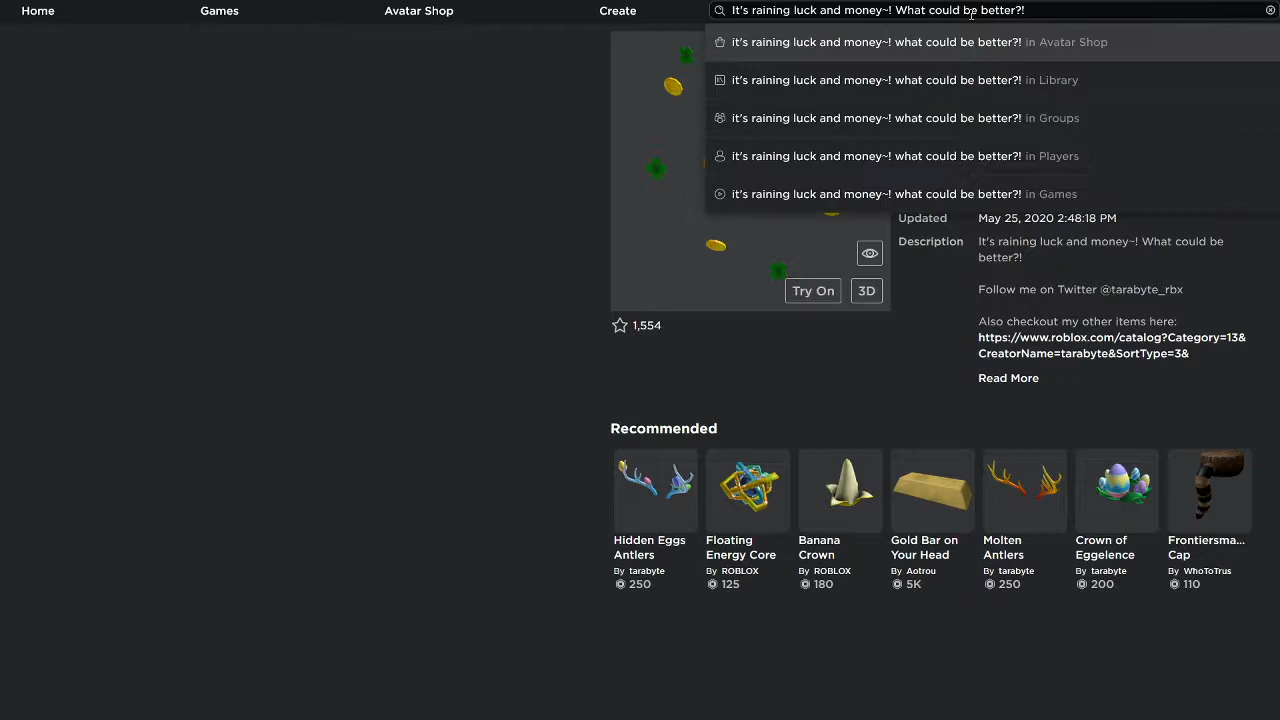 Home Games Avatar Shop Create It's raining luck and money~! What could be better?!
it's raining luck and money~! what could be better?! in Avatar Shop
it's raining luck and money~! what could be better?! in Library
it's raining luck and money~! what could be better?! in Groups
it's raining luck and money~! what could be better?! in Players
it's raining luck and money~! what could be better?! in Games
Updated May 25, 2020 2:48:18 PM
Description It's raining luck and money~! What could be
better?!
Try On 3D
Follow me on Twitter @tarabyte_rbx
1,554
Also checkout my other items here:
https://www.roblox.com/catalog?Category=13&
CreatorName=tarabyte&SortType=3&
Read More
Recommended
Hidden Eggs
Antlers
By tarabyte
250
Floating
Energy Core
By ROBLOX
125
Banana
Crown
By ROBLOX
180
Gold Bar on
Your Head
By Aotrou
5K
Molten
Antlers
By tarabyte
250
Crown of
Eggelence
By tarabyte
200
Frontiersma...
Cap
By WhoToTrus
110